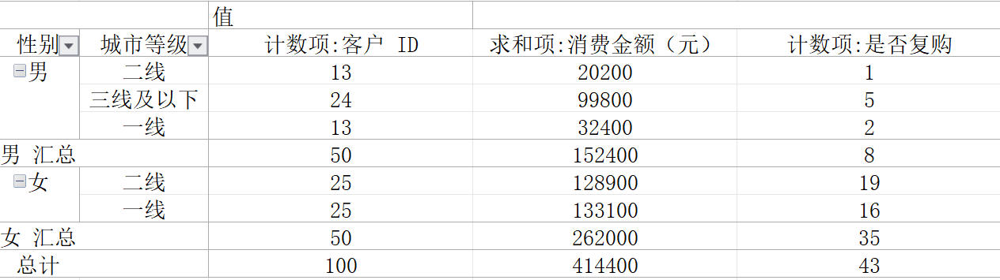 值
性别 城市等级 计数项:客户 ID 求和项:消费金额（元） 计数项:是否复购
男 二线 13 20200 1
三线及以下 24 99800 5
一线 13 32400 2
男 汇总 50 152400 8
女 二线 25 128900 19
一线 25 133100 16
女 汇总 50 262000 35
总计 100 414400 43